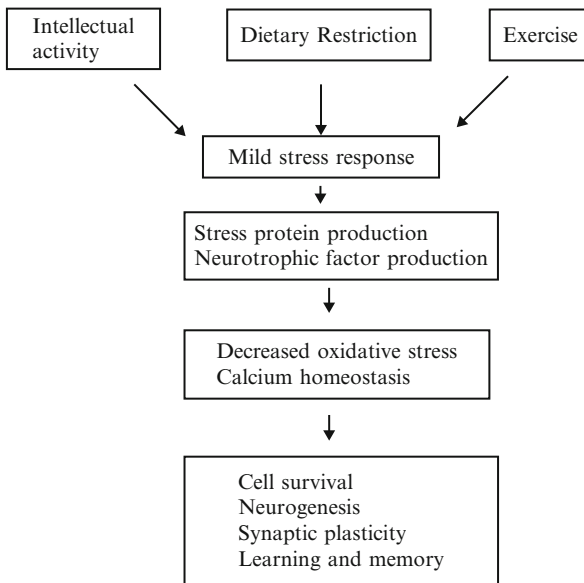 Intellectual
activity
Dietary Restriction
Exercise
Mild stress response
Stress protein production
Neurotrophic factor production
Decreased oxidative stress
Calcium homeostasis
Cell survival
Neurogenesis
Synaptic plasticity
Learning and memory